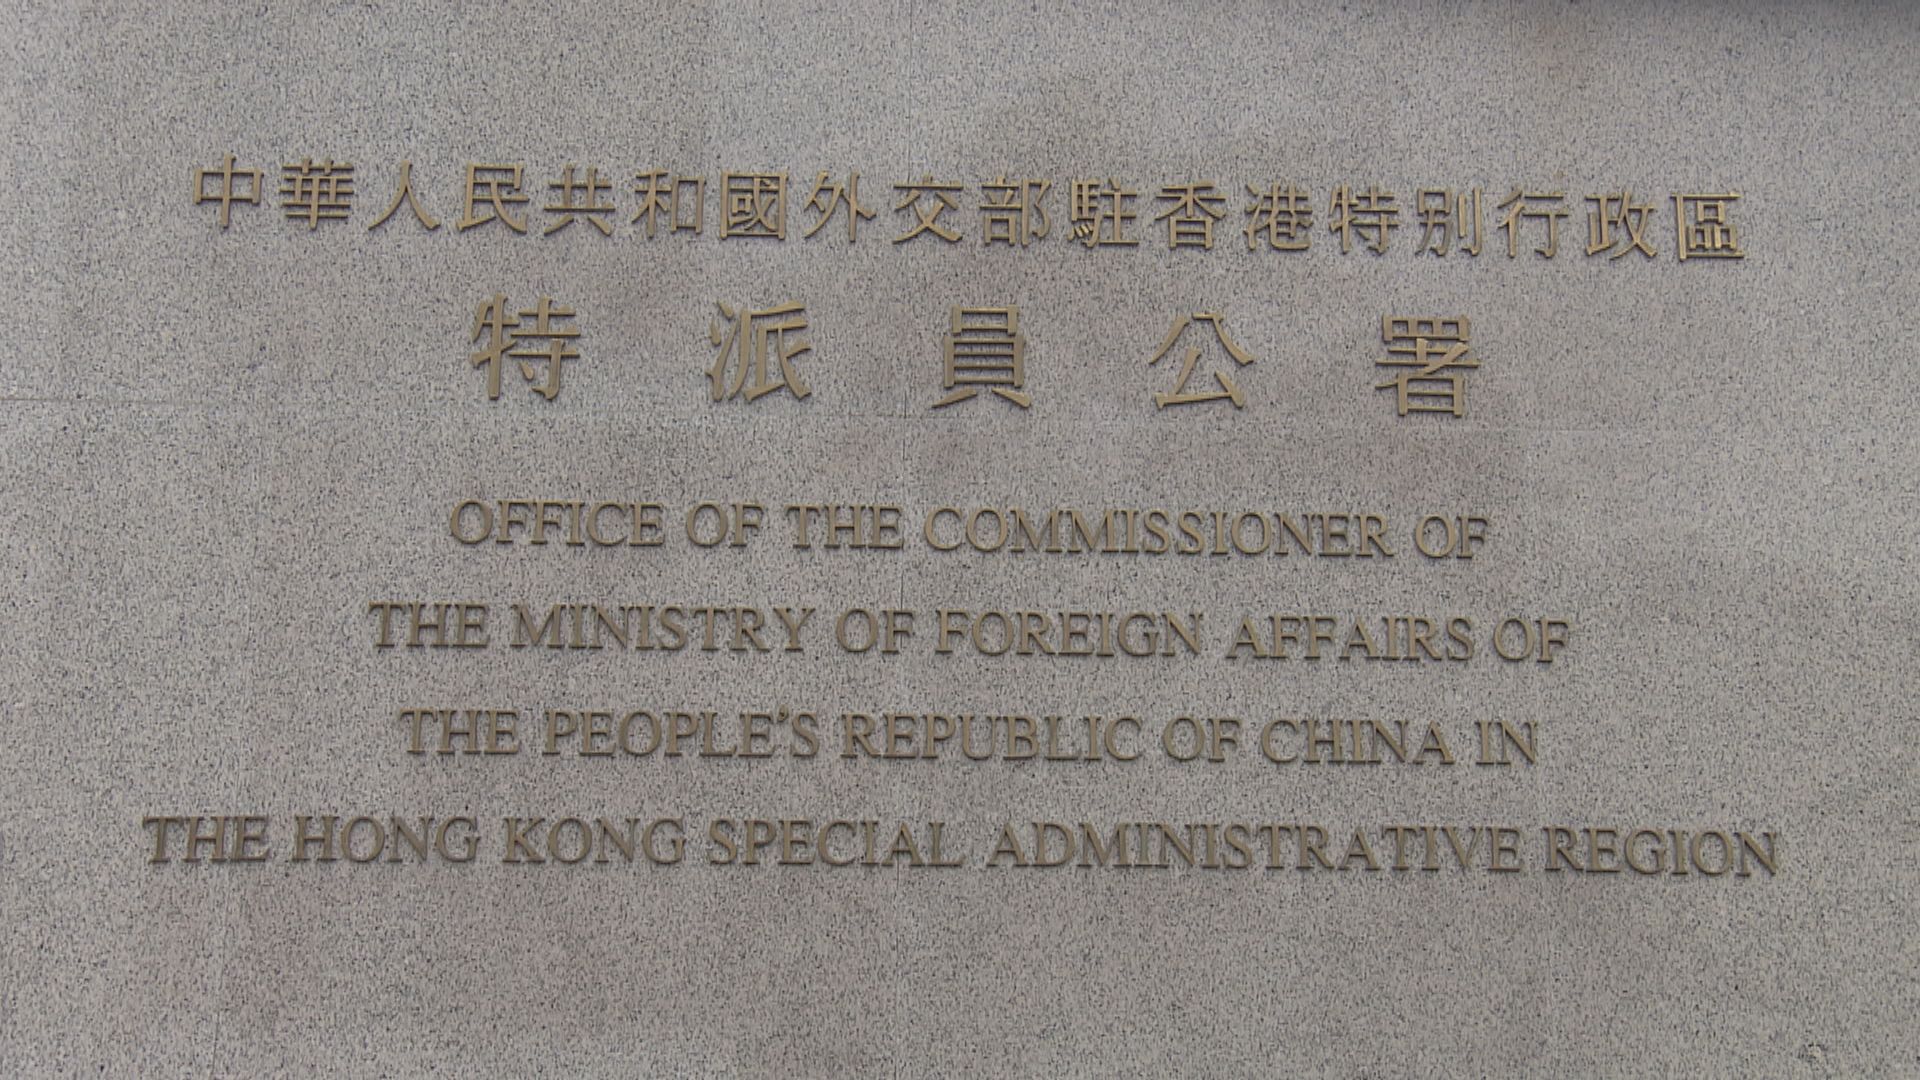 中華人民共和國外交部駐香港特別行政區
特派員公署
OFFICE OF THE COMMISSIONER OF
THE MINISTRY OF FOREIGN AFFAIRS OF
THE PEOPLE'S REPUBLIC OF CHINA IN
THE HONG KONG SPECIAL ADMINISTRATIVE REGION